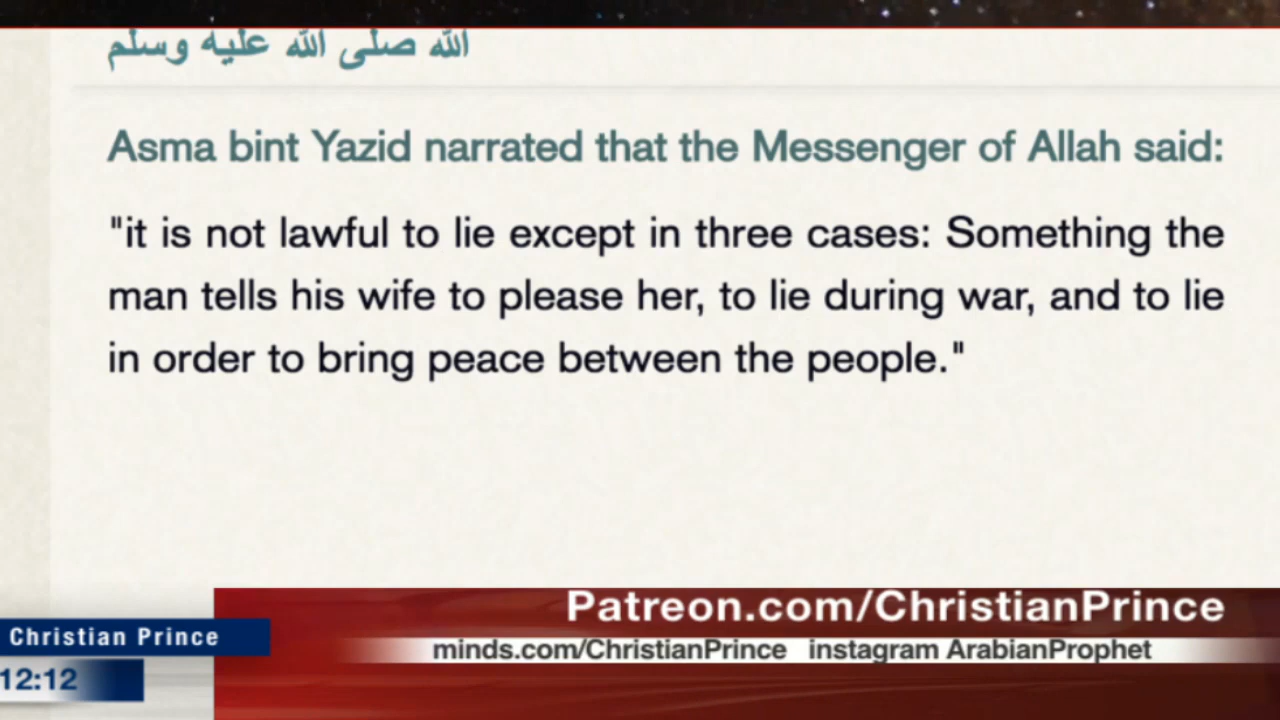 الله صلى الله عليه وسلم
Asma bint Yazid narrated that the Messenger of Allah said:
"it is not lawful to lie except in three cases: Something the
man tells his wife to please her, to lie during war, and to lie
in order to bring peace between the people."
Patreon.com/ChristianPrince
Christian Prince
minds.com/ChristianPrince instagram ArabianProphet
12:12